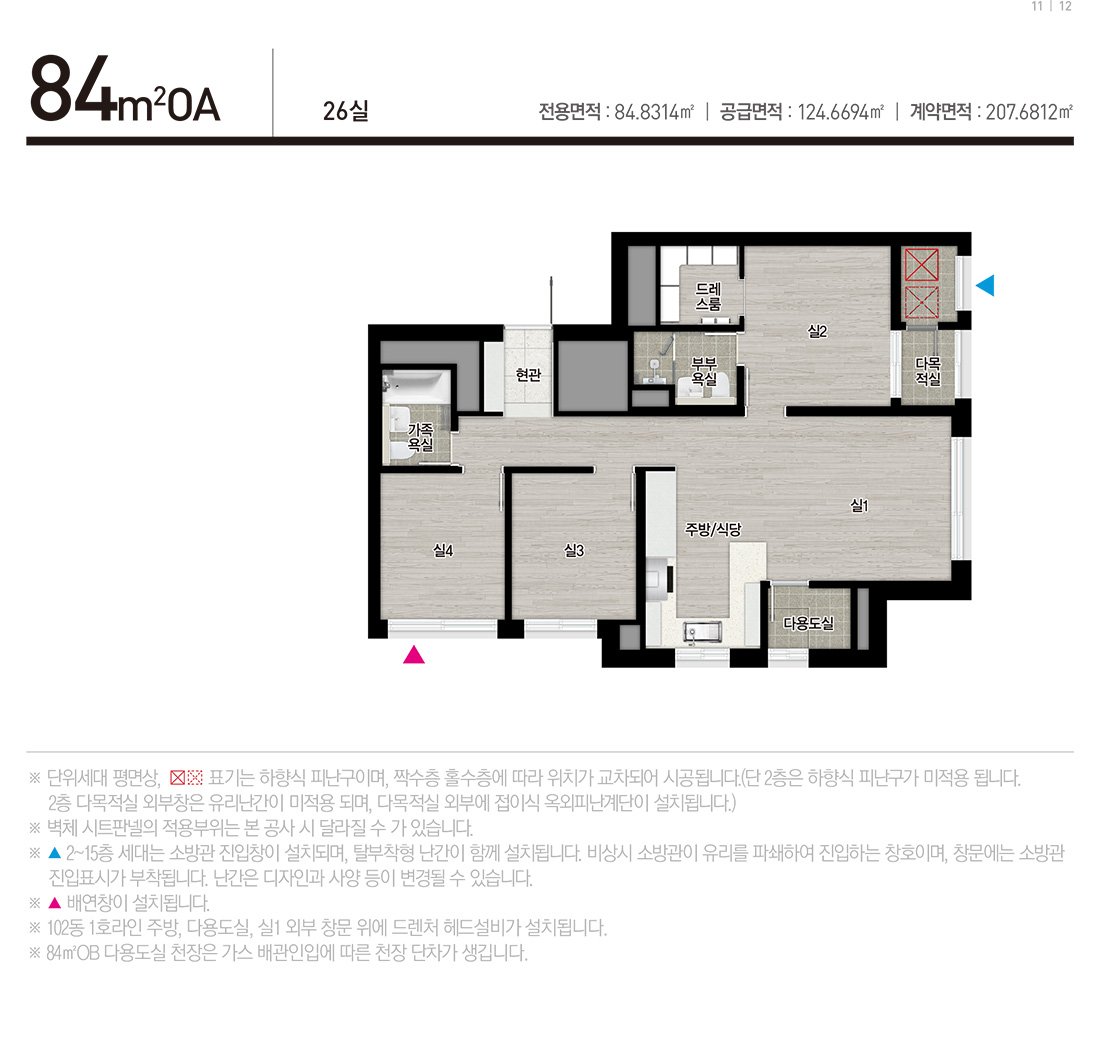 11 | 12
84m²OA
26실
전용면적 : 84.8314㎡ | 공급면적 : 124.6694㎡ | 계약면적 : 207.6812㎡
드레
스룸
실2
현관
부부
욕실
다목
적실
가족
욕실
실1
주방/식당
실4
실3
다용도실
※ 단위세대 평면상, 표기는 하향식 피난구이며, 짝수층 홀수층에 따라 위치가 교차되어 시공됩니다.(단 2층은 하향식 피난구가 미적용 됩니다.
2층 다목적실 외부창은 유리난간이 미적용 되며, 다목적실 외부에 접이식 옥외피난계단이 설치됩니다.)
※ 벽체 시트판넬의 적용부위는 본 공사 시 달라질 수 가 있습니다.
※ ▲ 2~15층 세대는 소방관 진입창이 설치되며, 탈부착형 난간이 함께 설치됩니다. 비상시 소방관이 유리를 파쇄하여 진입하는 창호이며, 창문에는 소방관
진입표시가 부착됩니다. 난간은 디자인과 사양 등이 변경될 수 있습니다.
※ ▲ 배연창이 설치됩니다.
※ 102동 1호라인 주방, 다용도실, 실1 외부 창문 위에 드렌처 헤드설비가 설치됩니다.
※ 84㎡OB 다용도실 천장은 가스 배관인입에 따른 천장 단차가 생깁니다.